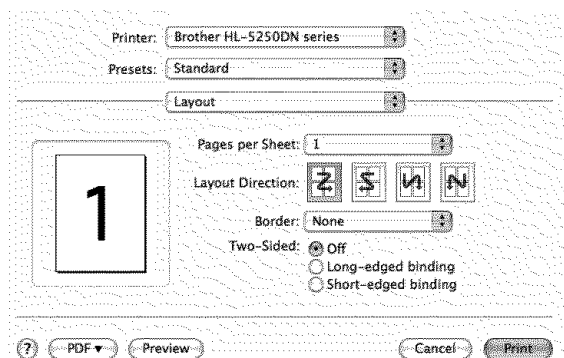 Printer: Brother HL-5250DN series
Presets: Standard
Layout
Pages per Sheet: 1
1
Layout Direction:
Border: None
Two-Sided: Off
Long-edged binding
Short-edged binding
? PDF ▼ Preview Cancel Print